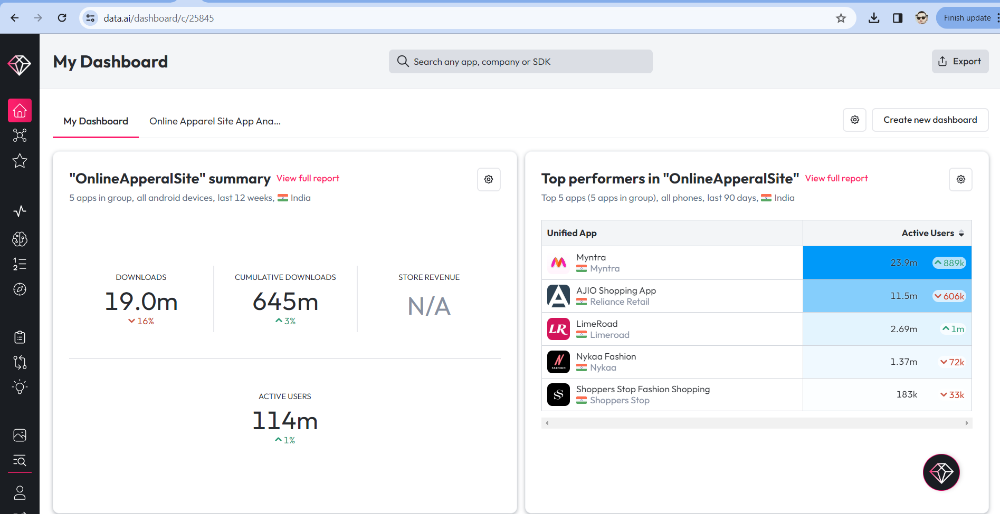 data.ai/dashboard/c/25845
Finish update
My Dashboard
Search any app, company or SDK
Export
My Dashboard
Online Apparel Site App Ana...
Create new dashboard
"OnlineApperalSite" summary View full report
5 apps in group, all android devices, last 12 weeks, India
DOWNLOADS
19.0m
16%
CUMULATIVE DOWNLOADS
645m
3%
STORE REVENUE
N/A
ACTIVE USERS
114m
1%
Top performers in "OnlineApperalSite" View full report
Top 5 apps (5 apps in group), all phones, last 90 days, India
Unified App
Active Users
Myntra
Myntra
23.9m
889k
AJIO Shopping App
Reliance Retail
11.5m
606k
LR
LimeRoad
Limeroad
2.69m
1m
N
FASHION
Nykaa Fashion
Nykaa
1.37m
72k
Shoppers Stop Fashion Shopping
Shoppers Stop
183k
33k